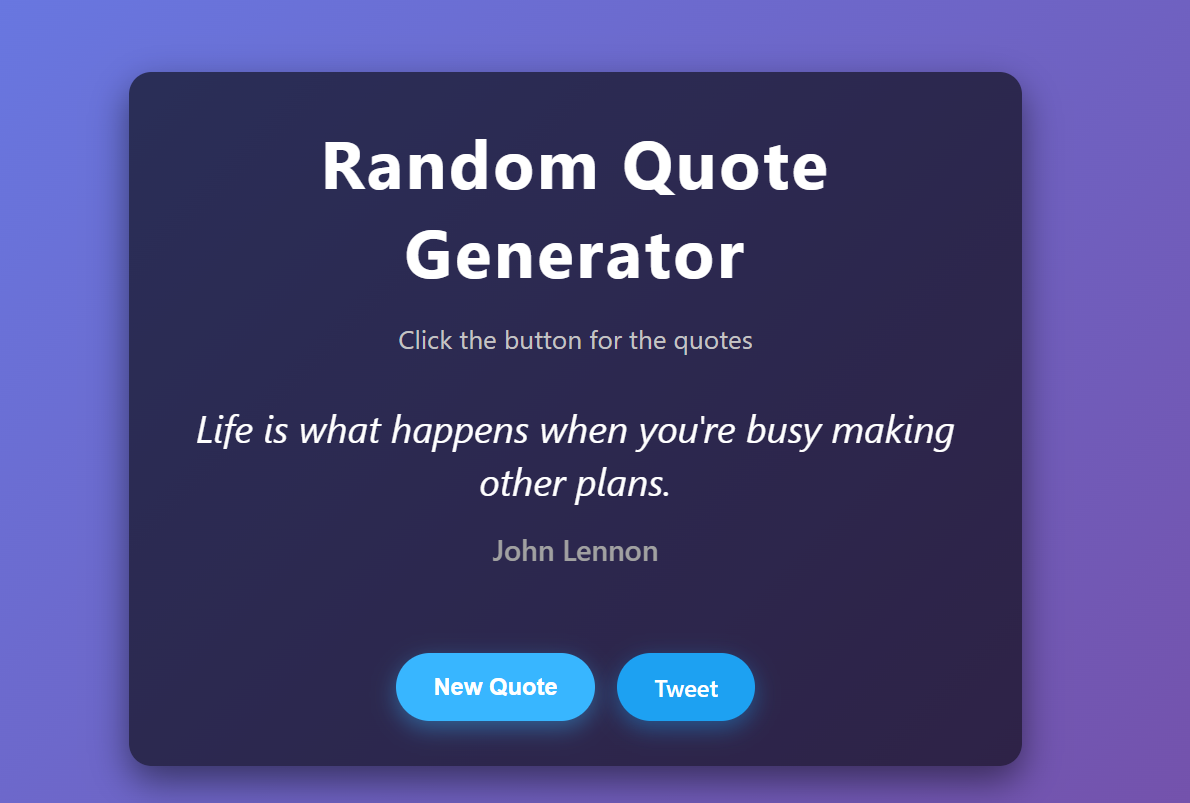 Random Quote
Generator
Click the button for the quotes
Life is what happens when you're busy making
other plans.
John Lennon
New Quote
Tweet